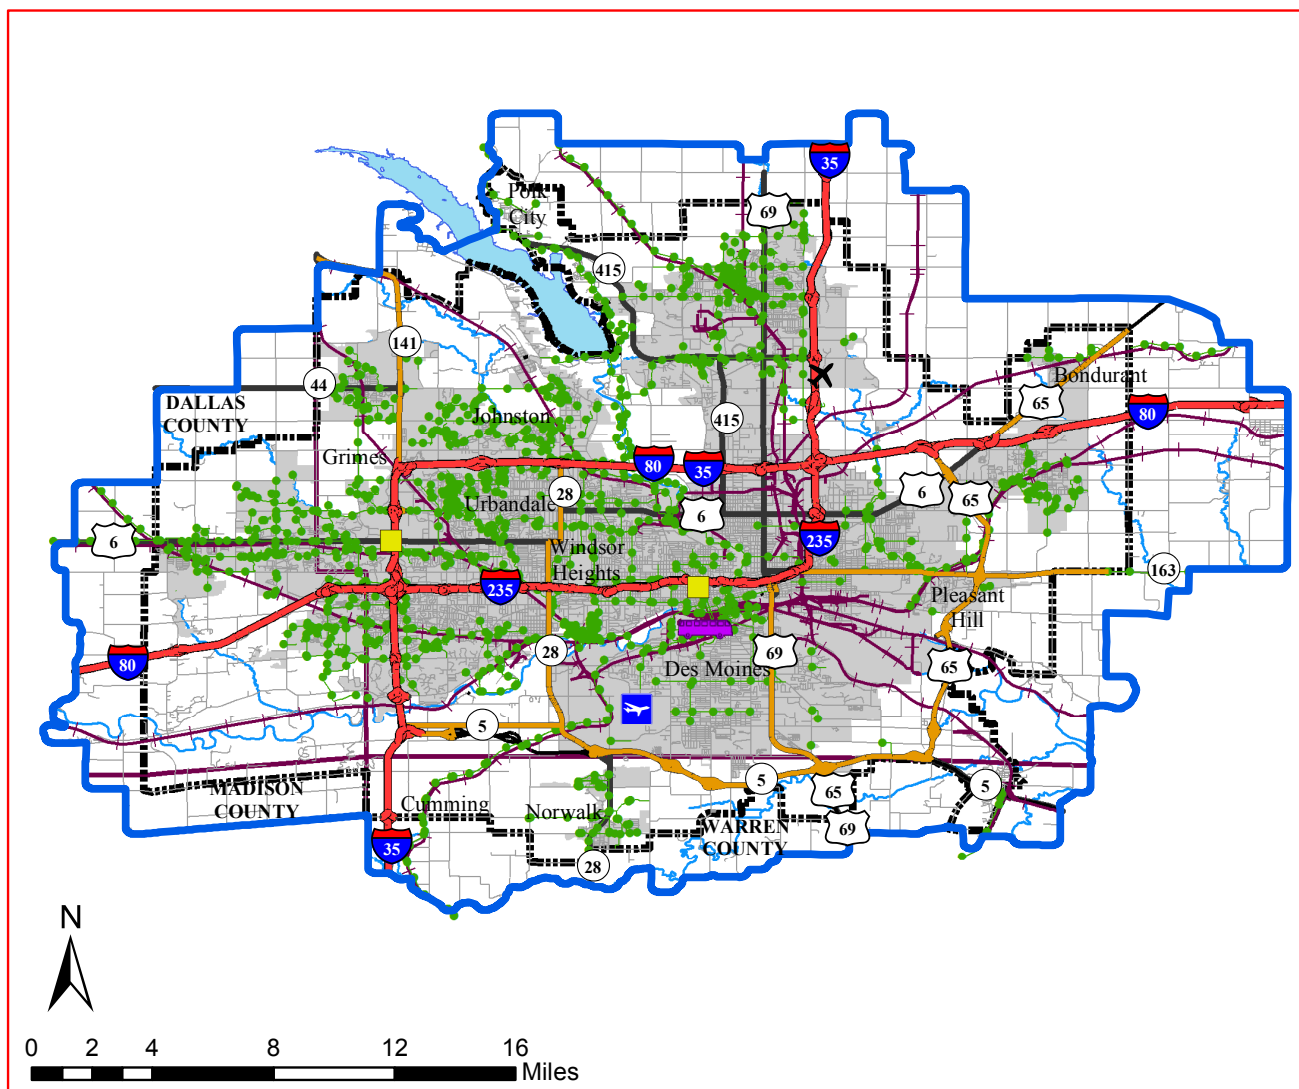 35
Polk
City
69
415
141
44
DALLAS
COUNTY
65
Bondurant
80
Johnston
415
Grimes
80
35
28
Urbandale
6
6
65
6
Windsor
Heights
235
163
235
Pleasant
Hill
28
69
65
80
Des Moines
5
5
65
5
MADISON
COUNTY
Cumming
Norwalk
WARREN
COUNTY
69
35
28
N
0 2 4 8 12 16
Miles